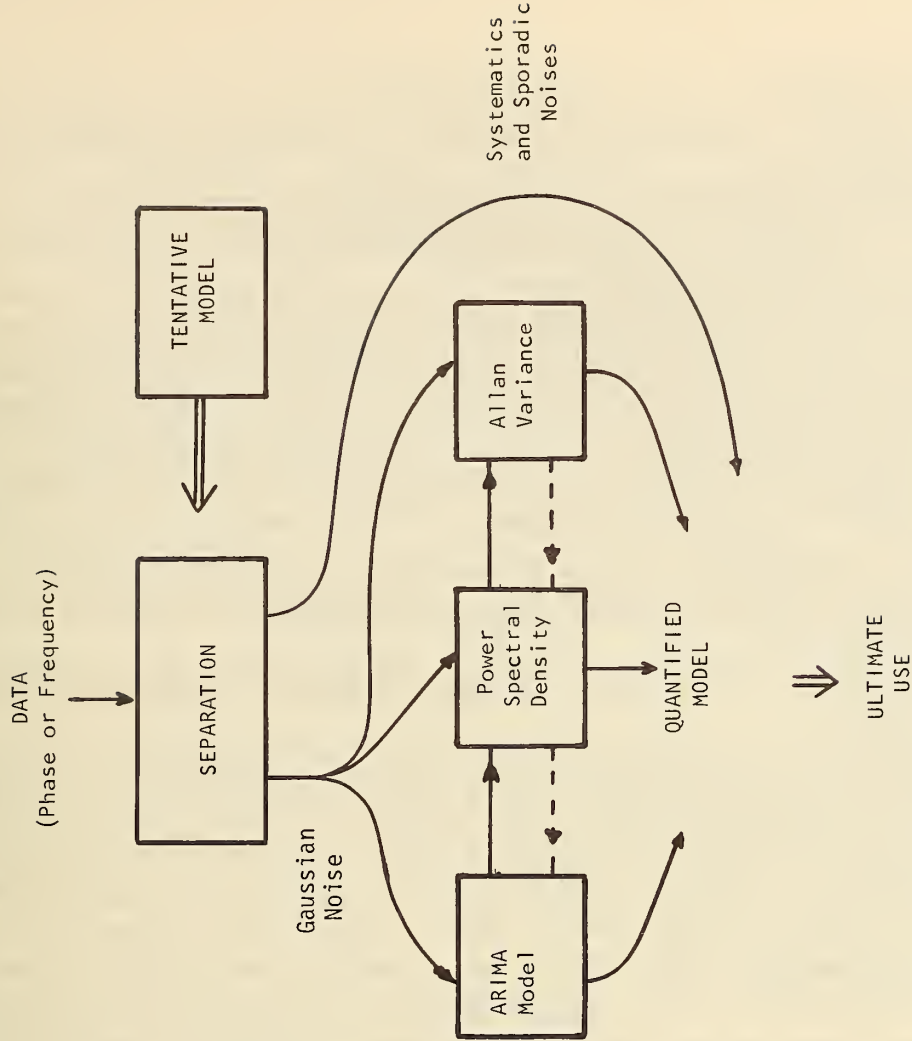 DATA
(Phase or Frequency)
SEPARATION
TENTATIVE
MODEL
Gaussian
Noise
Systematics
and Sporadic
Noises
ARIMA
Model
Power
Spectral
Density
Allan
Variance
QUANTIFIED
MODEL
ULTIMATE
USE